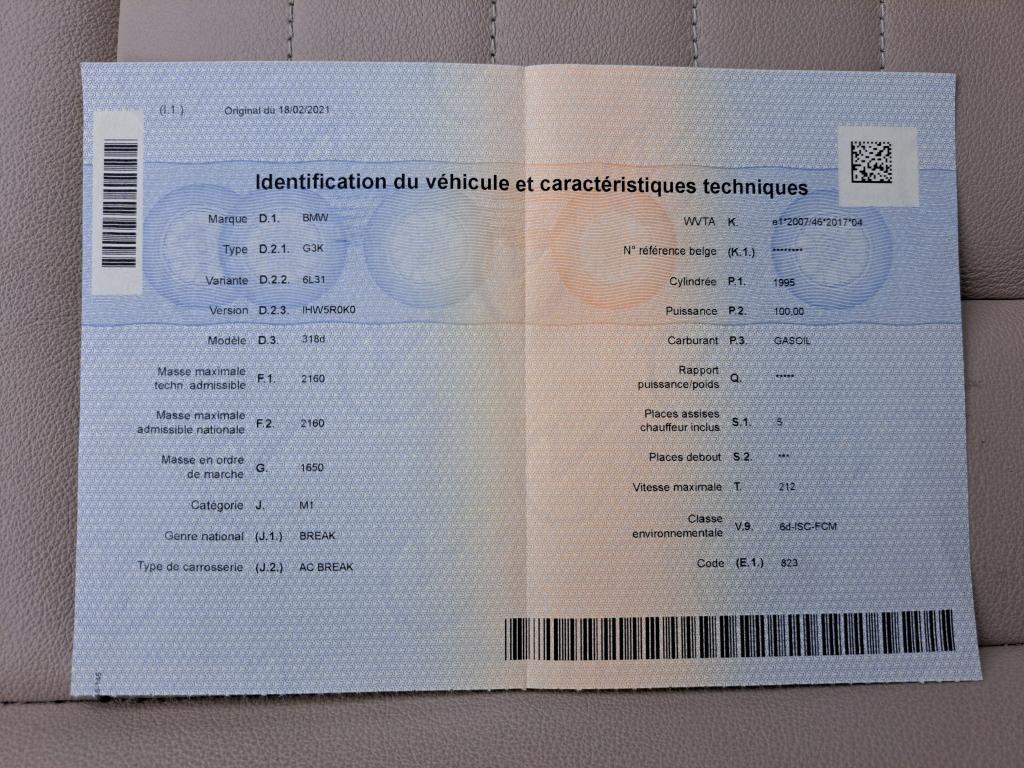 (I.1.) Original du 18/02/2021
Identification du véhicule et caractéristiques techniques
Marque D.1. BMW
Type D.2.1. G3K
Variante D.2.2. 6L31
Version D.2.3. IHW5R0K0
Modèle D.3. 318d
Masse maximale
techn. admissible F.1. 2160
Masse maximale
admissible nationale F.2. 2160
Masse en ordre
de marche G. 1650
Catégorie J. M1
Genre national (J.1.) BREAK
Type de carrosserie (J.2.) AC BREAK
WVTA K. e1*2007/46*2017*04
N° référence belge (K.1.) ********
Cylindrée P.1. 1995
Puissance P.2. 100,00
Carburant P.3. GASOIL
Rapport
puissance/poids Q. *****
Places assises
chauffeur inclus S.1. 5
Places debout S.2. ***
Vitesse maximale T. 212
Classe
environnementale V.9. 6d-ISC-FCM
Code (E.1.) 823